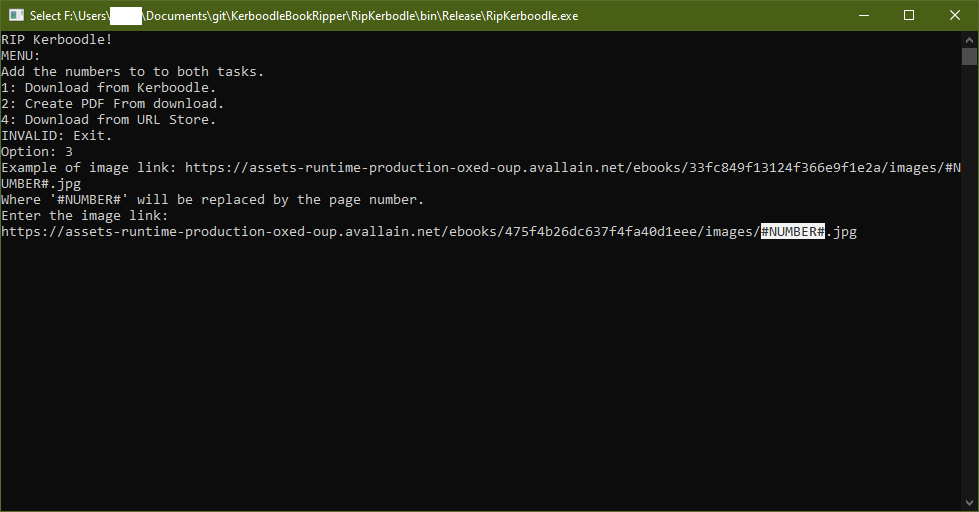 Select F:\Users\ \Documents\git\KerboodleBookRipper\RipKerbodle\bin\Release\RipKerboodle.exe
RIP Kerboodle!
MENU:
Add the numbers to to both tasks.
1: Download from Kerboodle.
2: Create PDF From download.
4: Download from URL Store.
INVALID: Exit.
Option: 3
Example of image link: https://assets-runtime-production-oxed-oup.avallain.net/ebooks/33fc849f13124f366e9f1e2a/images/#N
UMBER#.jpg
Where '#NUMBER#' will be replaced by the page number.
Enter the image link:
https://assets-runtime-production-oxed-oup.avallain.net/ebooks/475f4b26dc637f4fa40d1eee/images/#NUMBER#.jpg